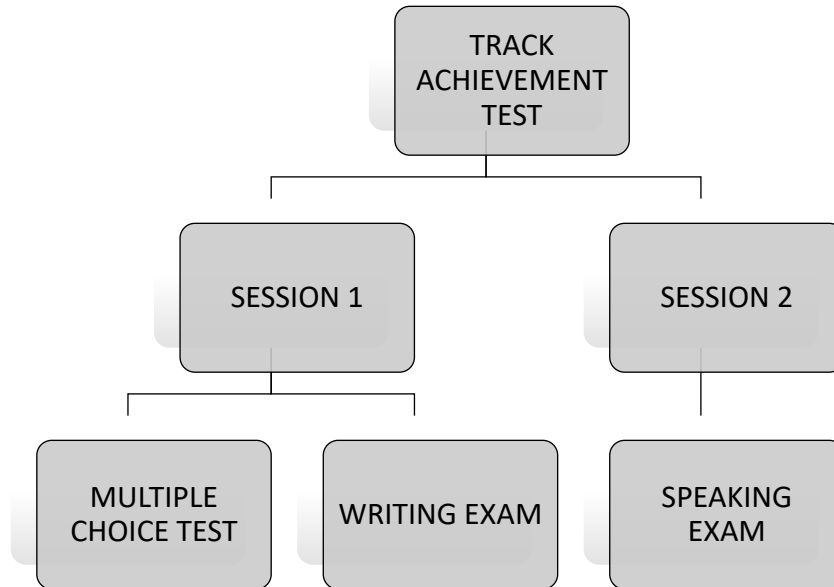 TRACK
ACHIEVEMENT
TEST
SESSION 1
SESSION 2
MULTIPLE
CHOICE TEST
WRITING EXAM
SPEAKING
EXAM